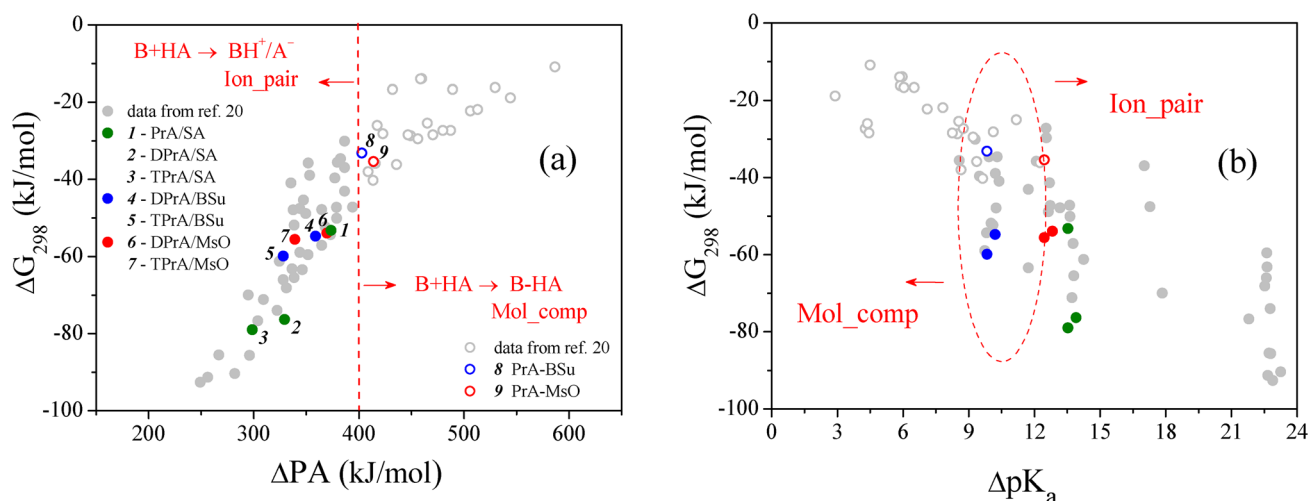 0
-20
-40
-60
-80
-100
ΔG298 (kJ/mol)
B+HA → BH+/A−
Ion_pair
data from ref. 20
1 - PrA/SA
2 - DPrA/SA
3 - TPrA/SA
4 - DPrA/BSu
5 - TPrA/BSu
6 - DPrA/MsO
7 - TPrA/MsO
8
9
(a)
6
7
4
1
5
B+HA → B-HA
Mol_comp
2
3
data from ref. 20
8 PrA-BSu
9 PrA-MsO
200
300
400
500
600
ΔPA (kJ/mol)
0
-20
-40
-60
-80
-100
ΔG298 (kJ/mol)
Ion_pair
(b)
Mol_comp
0
3
6
9
12
15
18
21
24
ΔpKa